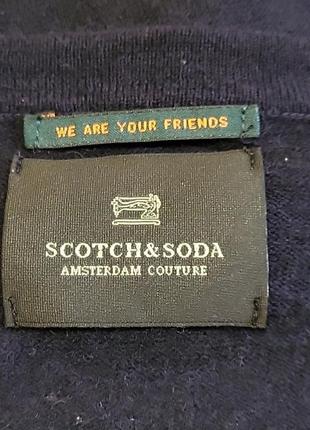 WE ARE YOUR FRIENDS
SCOTCH&SODA
AMSTERDAM COUTURE